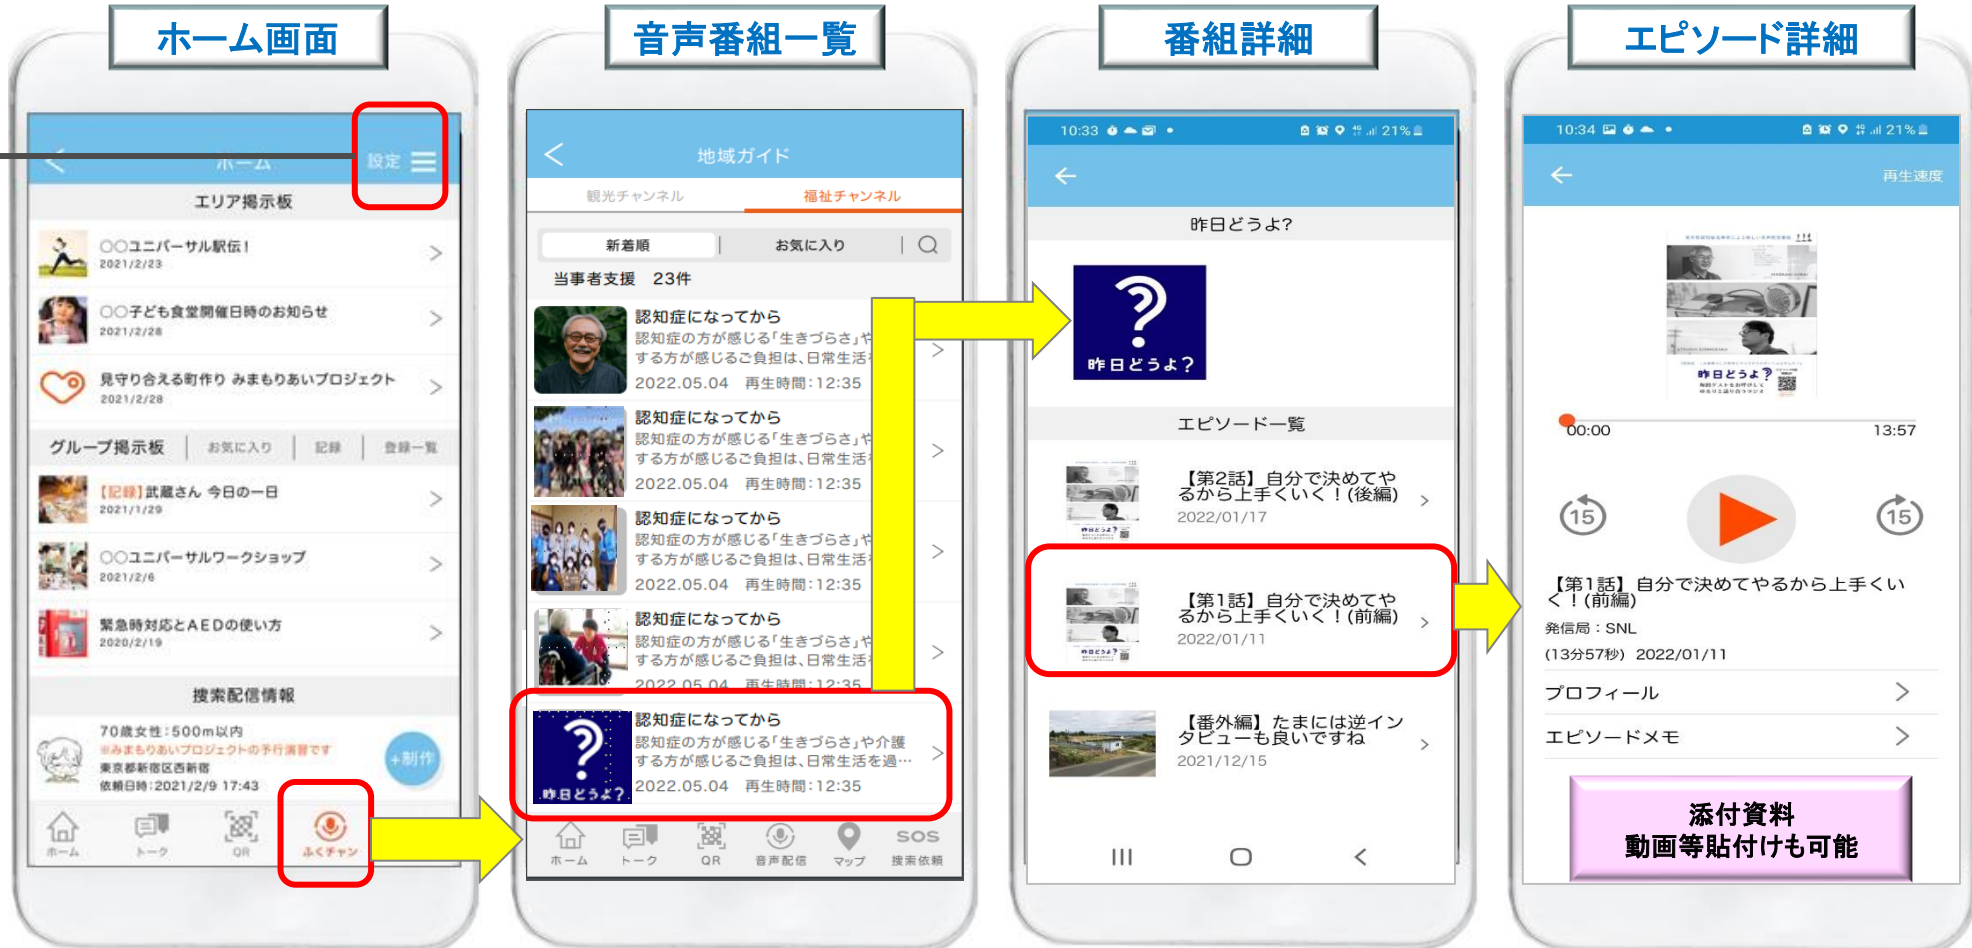 ホーム画面
ホーム
設定
エリア掲示板
○○ユニバーサル駅伝!
2021/2/23
○○子ども食堂開催日時のお知らせ
2021/2/28
見守り合える町作り みまもりあいプロジェクト
2021/2/28
グループ掲示板 お気に入り 記録 登録一覧
【記録】武蔵さん 今日の一日
2021/1/29
○○ユニバーサルワークショップ
2021/2/6
緊急時対応とAEDの使い方
2020/2/19
捜索配信情報
70歳女性:500m以内
※みまもりあいプロジェクトの予行演習です
東京都新宿区西新宿
依頼日時:2021/2/9 17:43
+制作
ホーム トーク QR ふくチャン
音声番組一覧
地域ガイド
観光チャンネル 福祉チャンネル
新着順 お気に入り
当事者支援 23件
認知症になってから
認知症の方が感じる「生きづらさ」や
する方が感じるご負担は、日常生活
2022.05.04 再生時間:12:35
認知症になってから
認知症の方が感じる「生きづらさ」や
する方が感じるご負担は、日常生活
2022.05.04 再生時間:12:35
認知症になってから
認知症の方が感じる「生きづらさ」や
する方が感じるご負担は、日常生活
2022.05.04 再生時間:12:35
認知症になってから
認知症の方が感じる「生きづらさ」や
する方が感じるご負担は、日常生活
2022.05.04 再生時間:12:35
?
昨日どうよ?
認知症になってから
認知症の方が感じる「生きづらさ」や介護
する方が感じるご負担は、日常生活を過…
2022.05.04 再生時間:12:35
ホーム トーク QR 音声配信 マップ SOS 捜索依頼
番組詳細
10:33 21%
昨日どうよ?
?
昨日どうよ?
エピソード一覧
【第2話】自分で決めてや
るから上手くいく!(後編)
2022/01/17
【第1話】自分で決めてや
るから上手くいく!(前編)
2022/01/11
【番外編】たまには逆イン
タビューも良いですね
2021/12/15
エピソード詳細
10:34 21%
再生速度
昨日どうよ?
00:00 13:57
15 15
【第1話】自分で決めてやるから上手くい
く!(前編)
発信局:SNL
(13分57秒) 2022/01/11
プロフィール
エピソードメモ
添付資料
動画等貼付けも可能